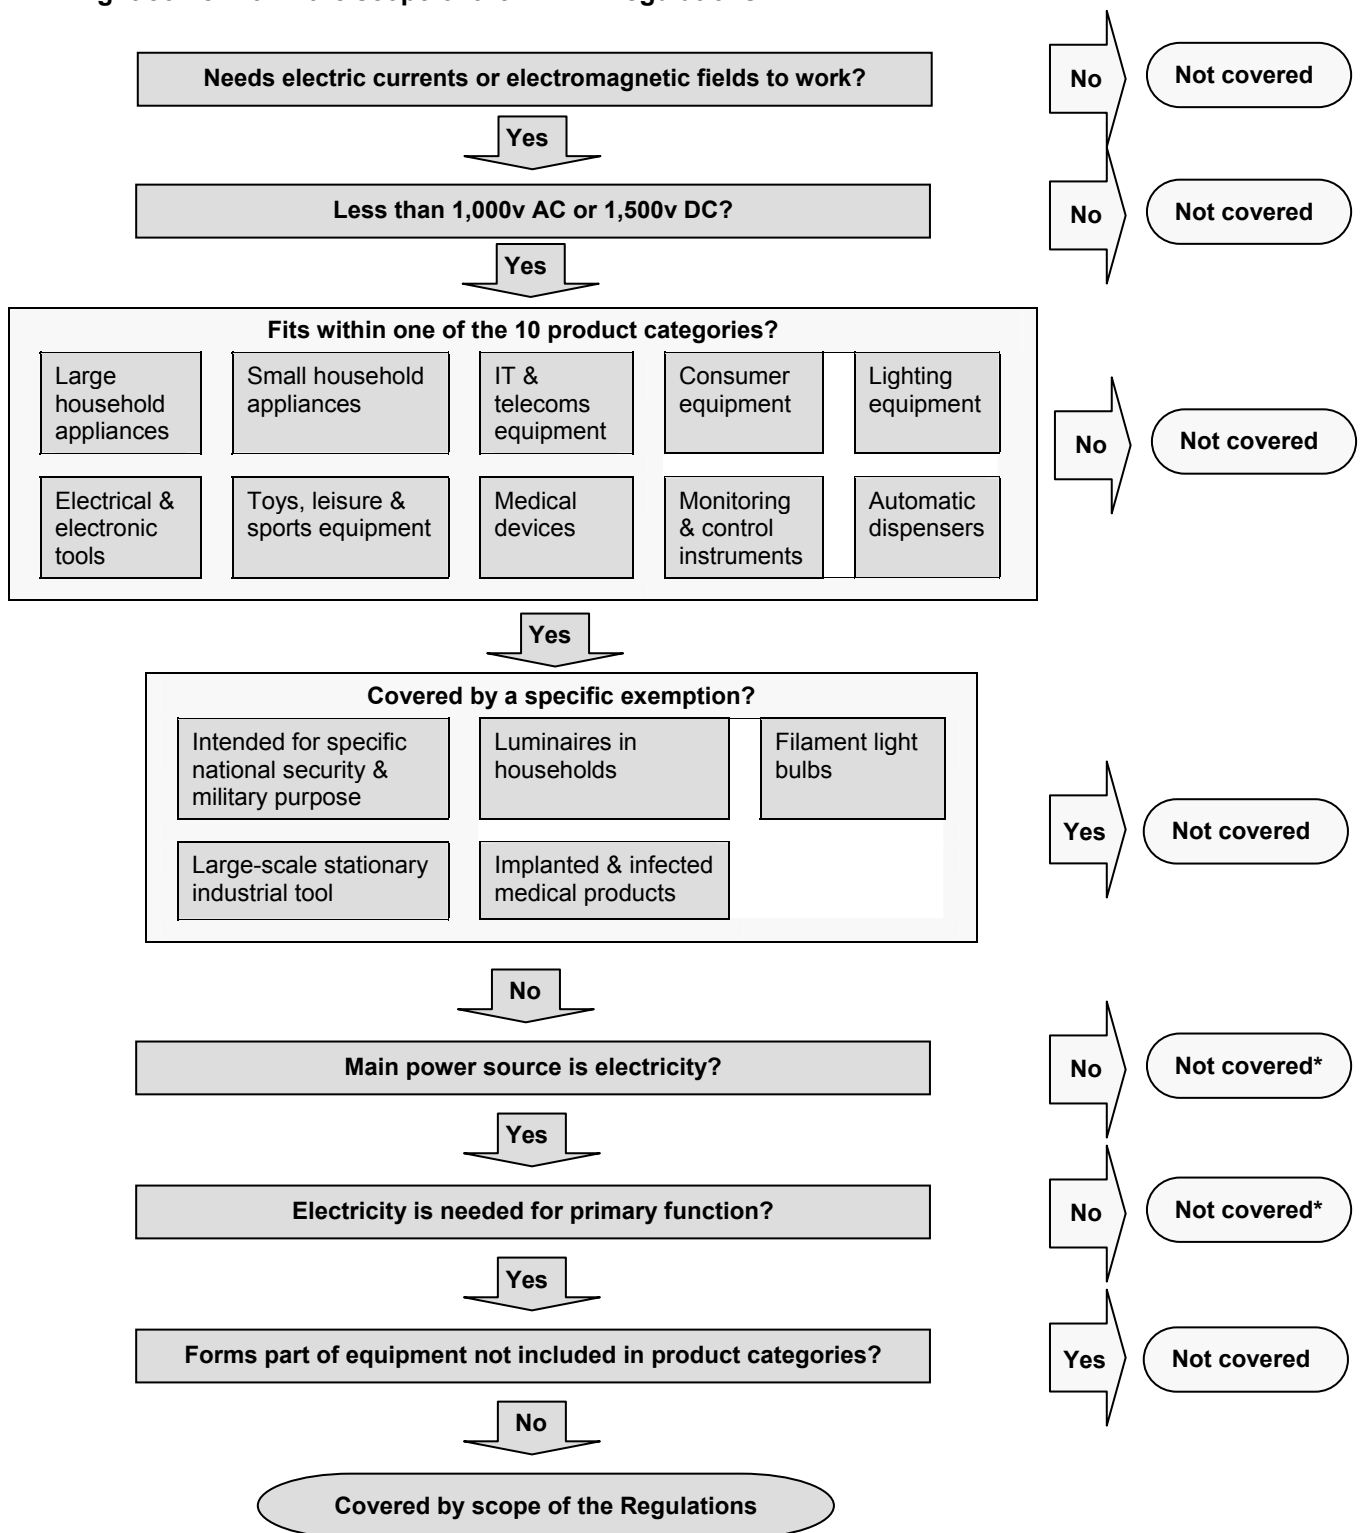 scope of the Regulations
Needs electric currents or electromagnetic fields to work?
No
Not covered
Yes
Less than 1,000v AC or 1,500v DC?
No
Not covered
Yes
Fits within one of the 10 product categories?
Large
household
appliances
Small household
appliances
IT &
telecoms
equipment
Consumer
equipment
Lighting
equipment
Electrical &
electronic
tools
Toys, leisure &
sports equipment
Medical
devices
Monitoring
& control
instruments
Automatic
dispensers
No
Not covered
Yes
Covered by a specific exemption?
Intended for specific
national security &
military purpose
Luminaires in
households
Filament light
bulbs
Large-scale stationary
industrial tool
Implanted & infected
medical products
Yes
Not covered
No
Main power source is electricity?
No
Not covered*
Yes
Electricity is needed for primary function?
No
Not covered*
Yes
Forms part of equipment not included in product categories?
Yes
Not covered
No
Covered by scope of the Regulations